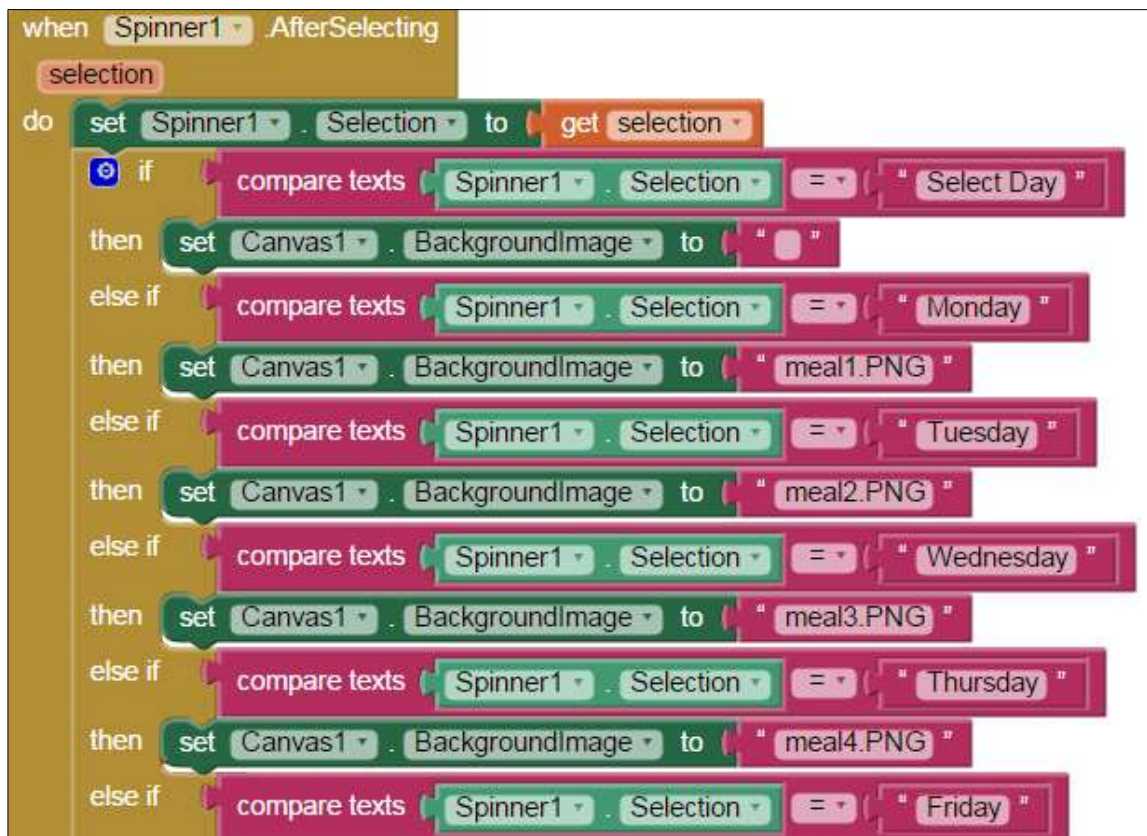 when Spinner1 .AfterSelecting
selection
do set Spinner1 . Selection to get selection
if compare texts Spinner1 . Selection = " Select Day "
then set Canvas1 . BackgroundImage to " "
else if compare texts Spinner1 . Selection = " Monday "
then set Canvas1 . BackgroundImage to " meal1.PNG "
else if compare texts Spinner1 . Selection = " Tuesday "
then set Canvas1 . BackgroundImage to " meal2.PNG "
else if compare texts Spinner1 . Selection = " Wednesday "
then set Canvas1 . BackgroundImage to " meal3.PNG "
else if compare texts Spinner1 . Selection = " Thursday "
then set Canvas1 . BackgroundImage to " meal4.PNG "
else if compare texts Spinner1 . Selection = " Friday "